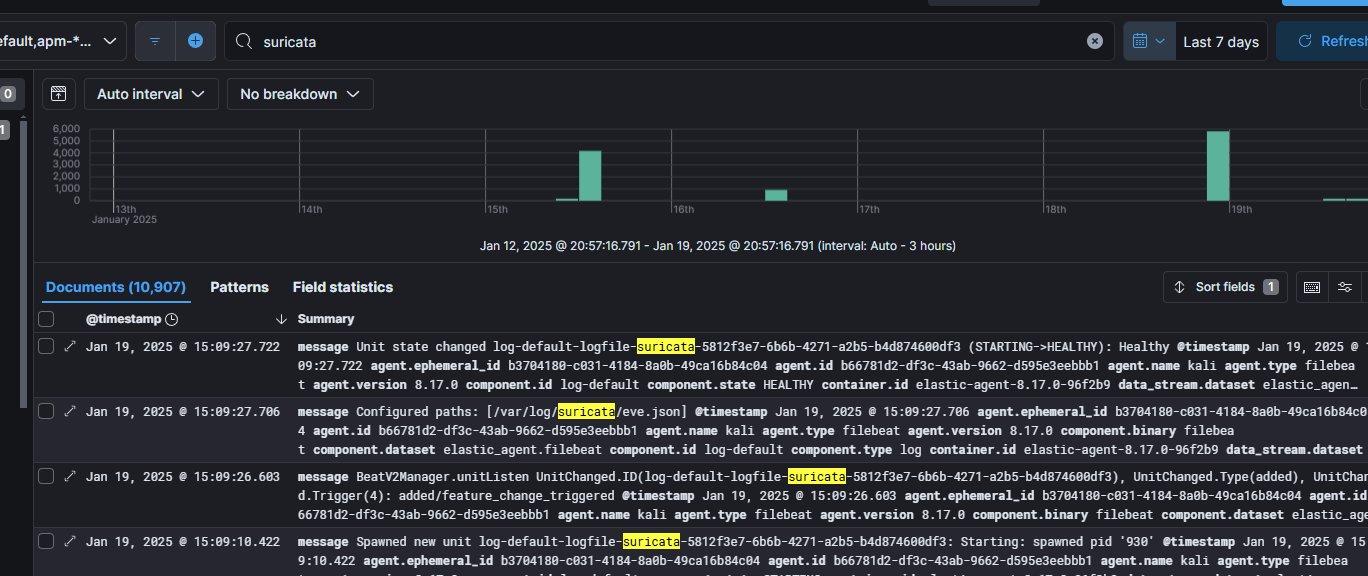 efault,apm-*... suricata Last 7 days Refresh
0 Auto interval No breakdown
1
6,000
5,000
4,000
3,000
2,000
1,000
0
13th 14th 15th 16th 17th 18th 19th
January 2025
Jan 12, 2025 @ 20:57:16.791 - Jan 19, 2025 @ 20:57:16.791 (interval: Auto - 3 hours)
Documents (10,907) Patterns Field statistics Sort fields 1
@timestamp Summary
Jan 19, 2025 @ 15:09:27.722 message Unit state changed log-default-logfile-suricata-5812f3e7-6b6b-4271-a2b5-b4d874600df3 (STARTING->HEALTHY): Healthy @timestamp Jan 19, 2025 @ 1
09:27.722 agent.ephemeral_id b3704180-c031-4184-8a0b-49ca16b84c04 agent.id b66781d2-df3c-43ab-9662-d595e3eebbb1 agent.name kali agent.type filebea
t agent.version 8.17.0 component.id log-default component.state HEALTHY container.id elastic-agent-8.17.0-96f2b9 data_stream.dataset elastic_agen…
Jan 19, 2025 @ 15:09:27.706 message Configured paths: [/var/log/suricata/eve.json] @timestamp Jan 19, 2025 @ 15:09:27.706 agent.ephemeral_id b3704180-c031-4184-8a0b-49ca16b84c0
4 agent.id b66781d2-df3c-43ab-9662-d595e3eebbb1 agent.name kali agent.type filebeat agent.version 8.17.0 component.binary filebea
t component.dataset elastic_agent.filebeat component.id log-default component.type log container.id elastic-agent-8.17.0-96f2b9 data_stream.dataset
Jan 19, 2025 @ 15:09:26.603 message BeatV2Manager.unitListen UnitChanged.ID(log-default-logfile-suricata-5812f3e7-6b6b-4271-a2b5-b4d874600df3), UnitChanged.Type(added), UnitChan
d.Trigger(4): added/feature_change_triggered @timestamp Jan 19, 2025 @ 15:09:26.603 agent.ephemeral_id b3704180-c031-4184-8a0b-49ca16b84c04 agent.id
66781d2-df3c-43ab-9662-d595e3eebbb1 agent.name kali agent.type filebeat agent.version 8.17.0 component.binary filebeat component.dataset elastic_age
Jan 19, 2025 @ 15:09:10.422 message Spawned new unit log-default-logfile-suricata-5812f3e7-6b6b-4271-a2b5-b4d874600df3: Starting: spawned pid '930' @timestamp Jan 19, 2025 @ 15
9:10.422 agent.ephemeral_id b3704180-c031-4184-8a0b-49ca16b84c04 agent.id b66781d2-df3c-43ab-9662-d595e3eebbb1 agent.name kali agent.type filebea